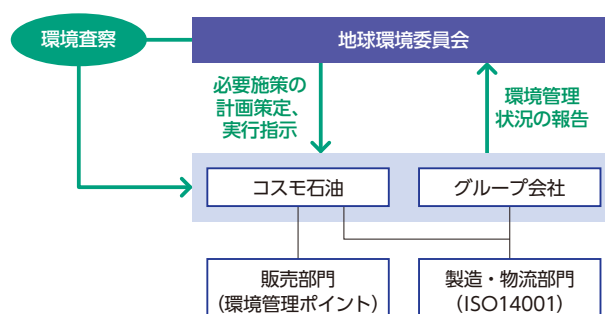 環境査察
地球環境委員会
必要施策の
計画策定、
実行指示
環境管理
状況の報告
コスモ石油
グループ会社
販売部門
（環境管理ポイント）
製造・物流部門
（ISO14001）